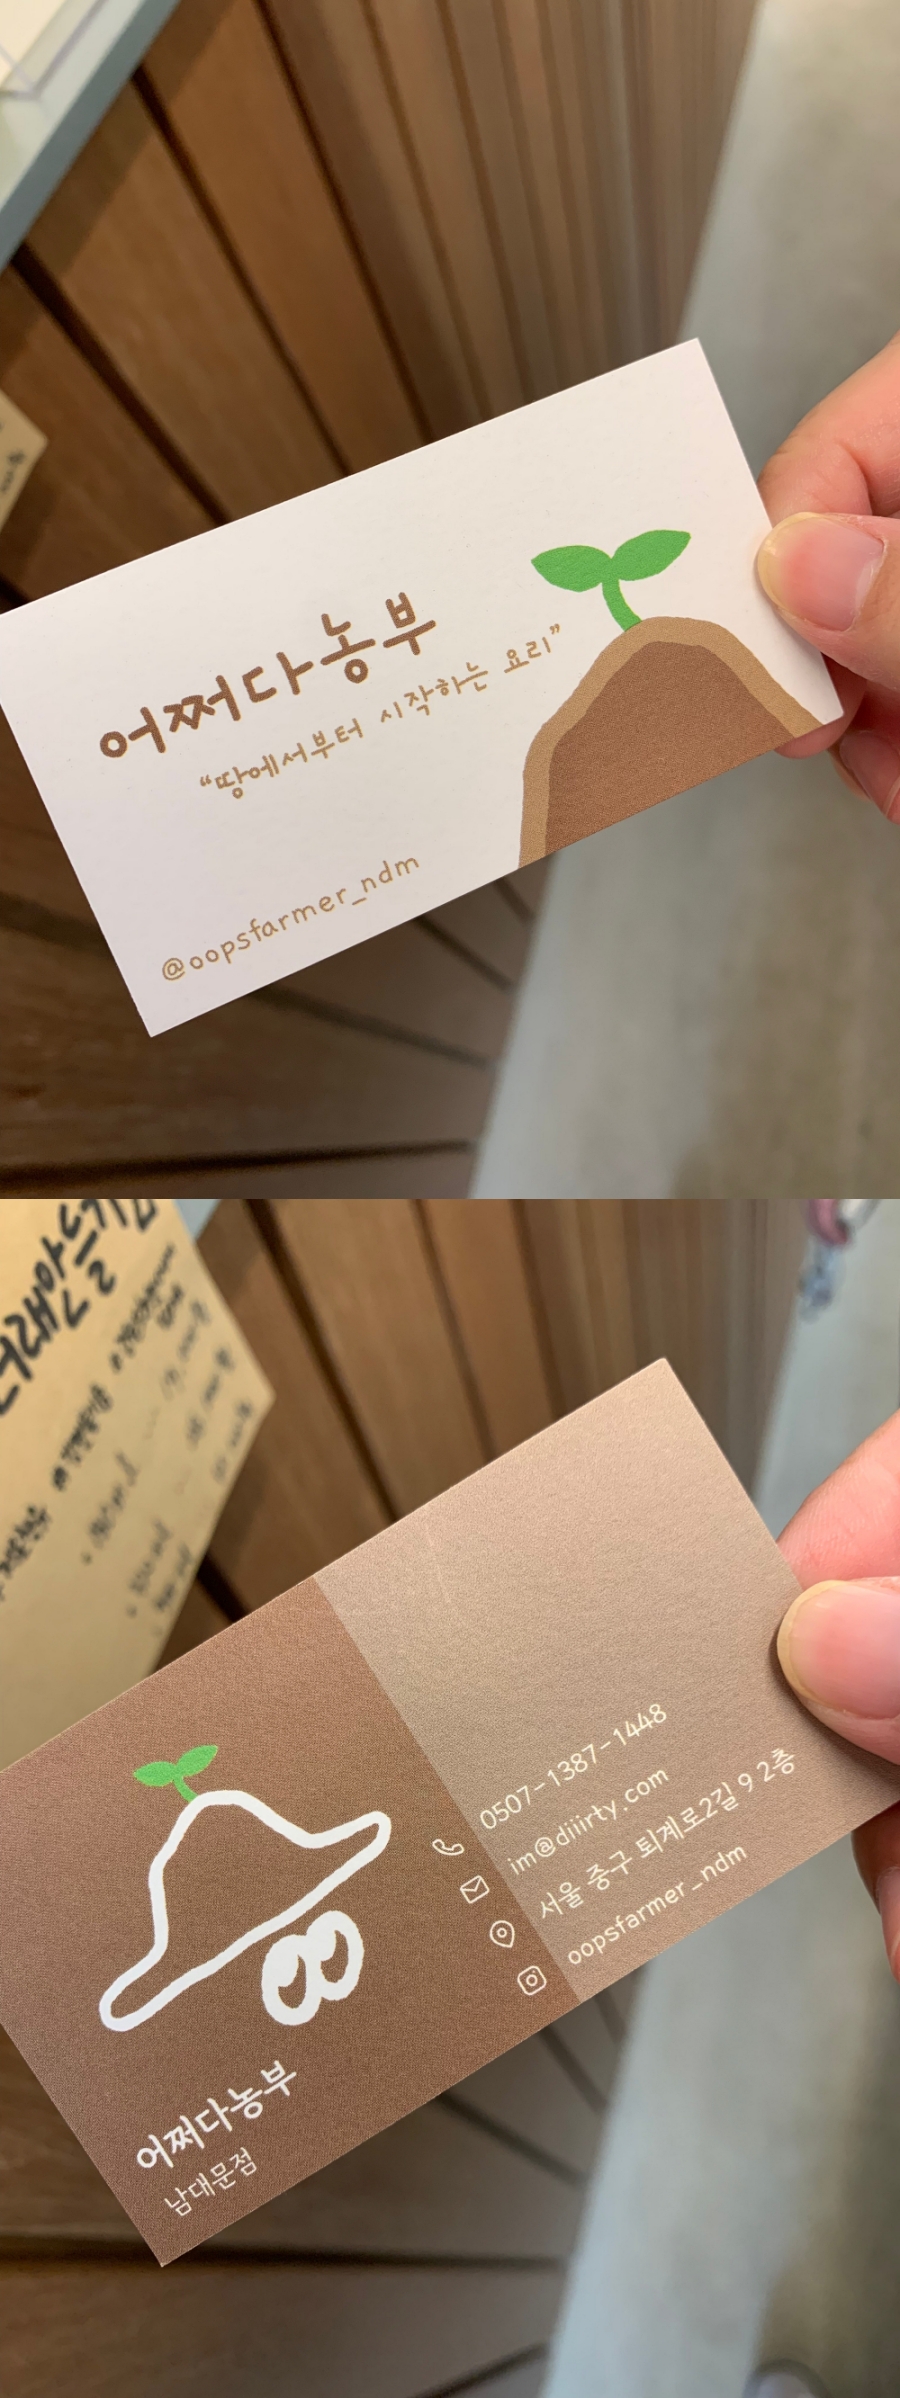 어쩌다농부
“땅에서부터 시작하는 요리”
@oopsfarmer_ndm
0507-1387-1448
im@diiirty.com
서울 중구 퇴계로2길 9 2층
oopsfarmer_ndm
어쩌다농부
남대문점